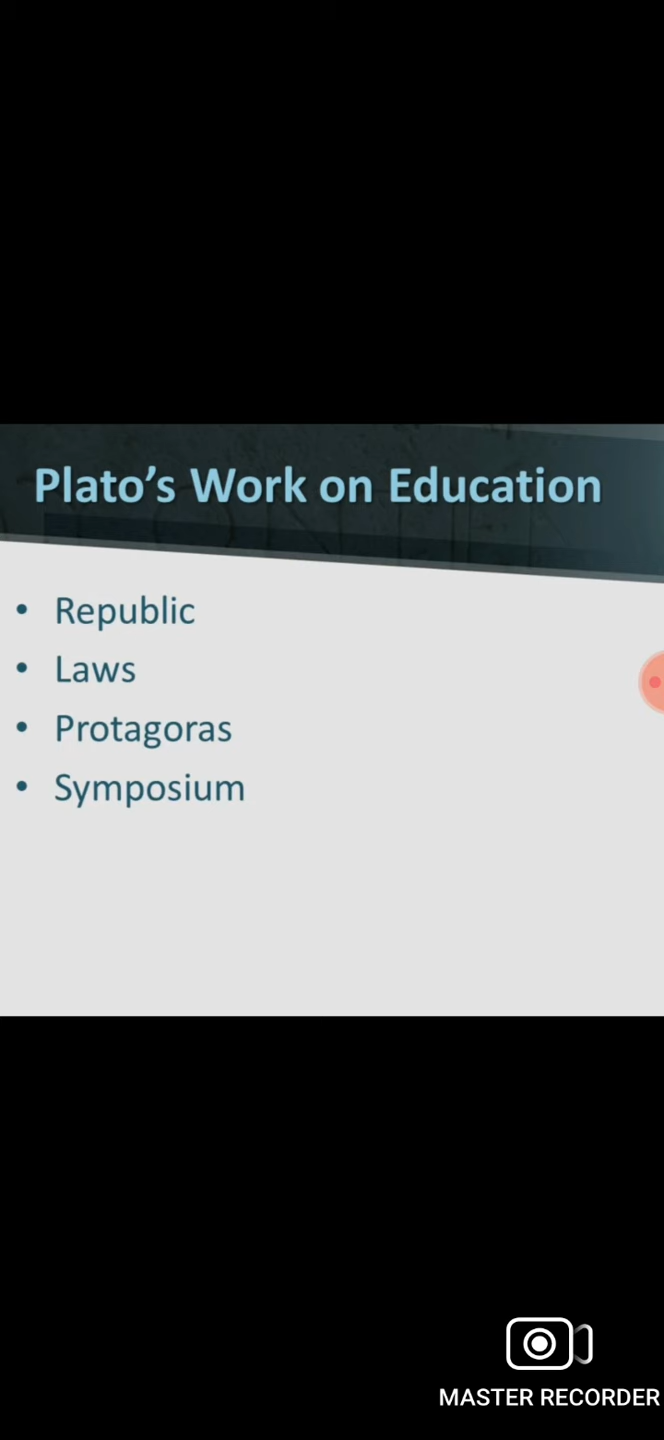 Plato's Work on Education
• Republic
• Laws
• Protagoras
• Symposium
MASTER RECORDER